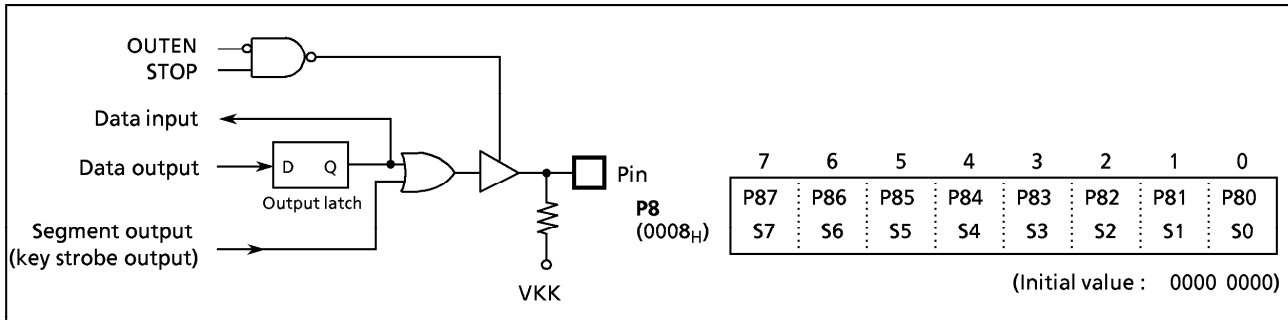 OUTEN
STOP
Data input
Data output
D Q
Output latch
Segment output
(key strobe output)
Pin
VKK
P8
(0008H)
7 6 5 4 3 2 1 0
P87 P86 P85 P84 P83 P82 P81 P80
S7 S6 S5 S4 S3 S2 S1 S0
(Initial value : 0000 0000)